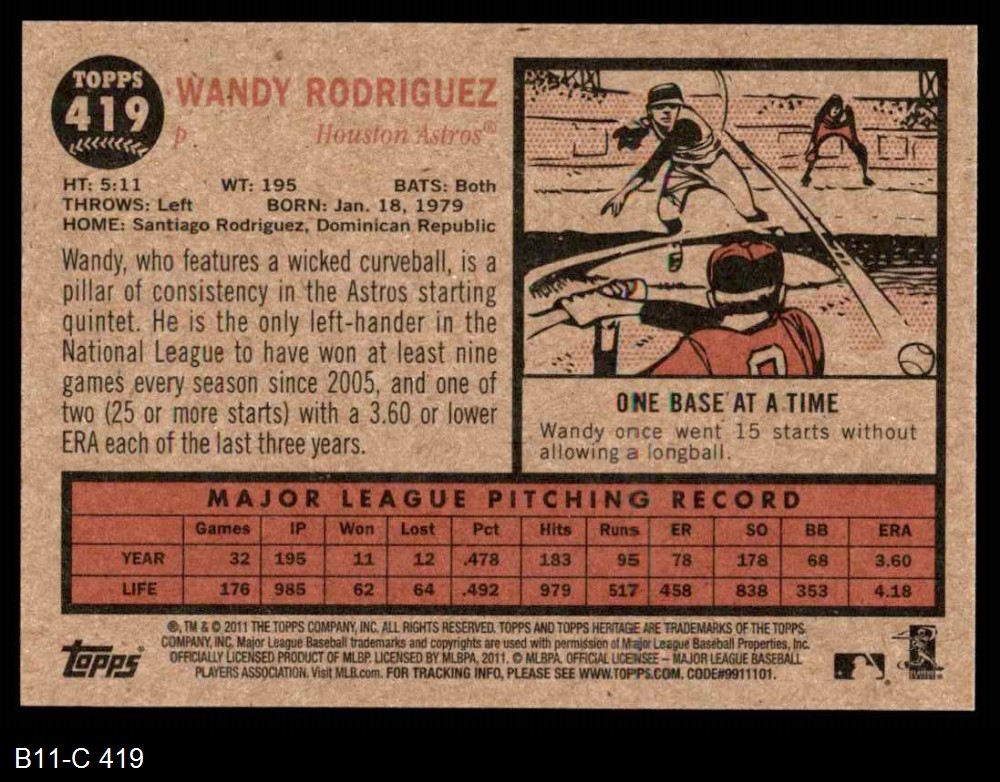 TOPPS
419
WANDY RODRIGUEZ
p Houston Astros®
HT: 5:11 WT: 195 BATS: Both
THROWS: Left BORN: Jan. 18, 1979
HOME: Santiago Rodriguez, Dominican Republic
Wandy, who features a wicked curveball, is a
pillar of consistency in the Astros starting
quintet. He is the only left-hander in the
National League to have won at least nine
games every season since 2005, and one of
two (25 or more starts) with a 3.60 or lower
ERA each of the last three years.
0
ONE BASE AT A TIME
Wandy once went 15 starts without
allowing a longball.
MAJOR LEAGUE PITCHING RECORD
Games IP Won Lost Pct Hits Runs ER SO BB ERA
YEAR 32 195 11 12 .478 183 95 78 178 68 3.60
LIFE 176 985 62 64 .492 979 517 458 838 353 4.18
Topps
®, TM & © 2011 THE TOPPS COMPANY, INC. ALL RIGHTS RESERVED. TOPPS AND TOPPS HERITAGE ARE TRADEMARKS OF THE TOPPS
COMPANY, INC. Major League Baseball trademarks and copyrights are used with permission of Major League Baseball Properties, Inc.
OFFICIALLY LICENSED PRODUCT OF MLBP. LICENSED BY MLBPA, 2011. © MLBPA. OFFICIAL LICENSEE – MAJOR LEAGUE BASEBALL
PLAYERS ASSOCIATION. Visit MLB.com. FOR TRACKING INFO, PLEASE SEE WWW.TOPPS.COM. CODE#9911101.
B11-C 419